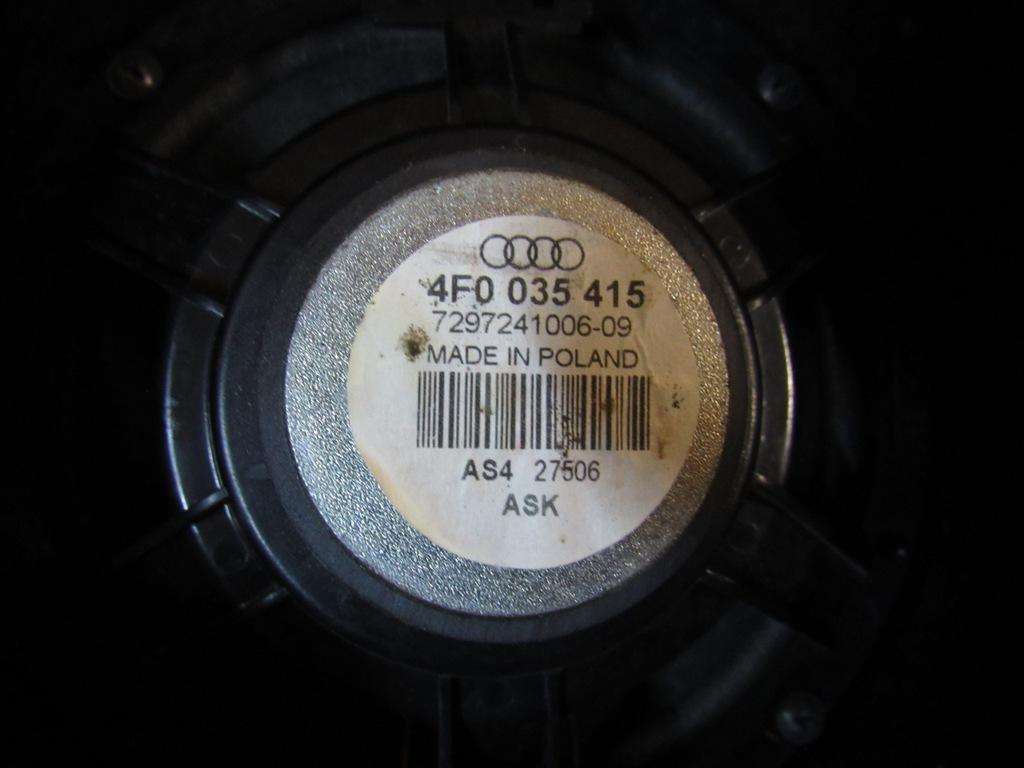 4F0 035 415
7297241006-09
MADE IN POLAND
AS4 27506
ASK